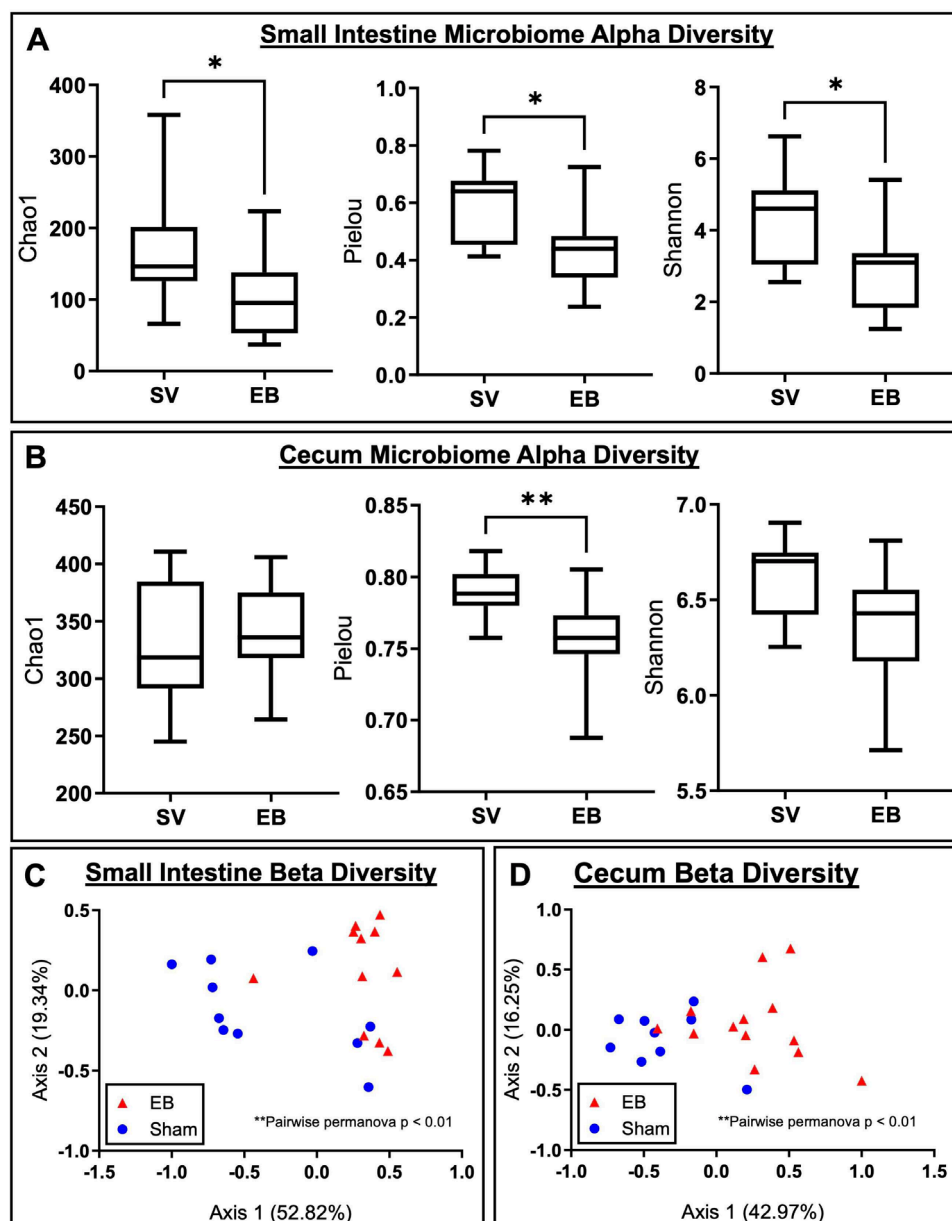 A
Small Intestine Microbiome Alpha Diversity
Chao1
400
300
200
100
0
*
SV
EB
Pielou
1.0
0.8
0.6
0.4
0.2
0.0
*
SV
EB
Shannon
8
6
4
2
0
*
SV
EB
B
Cecum Microbiome Alpha Diversity
Chao1
450
400
350
300
250
200
SV
EB
Pielou
0.85
0.80
0.75
0.70
0.65
**
SV
EB
Shannon
7.0
6.5
6.0
5.5
SV
EB
C
Small Intestine Beta Diversity
Axis 2 (19.34%)
0.5
0.0
-0.5
-1.0
EB
Sham
**Pairwise permanova p < 0.01
-1.5
-1.0
-0.5
0.0
0.5
1.0
Axis 1 (52.82%)
D
Cecum Beta Diversity
Axis 2 (16.25%)
1.0
0.5
0.0
-0.5
-1.0
EB
Sham
**Pairwise permanova p < 0.01
-1.0
-0.5
0.0
0.5
1.0
1.5
Axis 1 (42.97%)